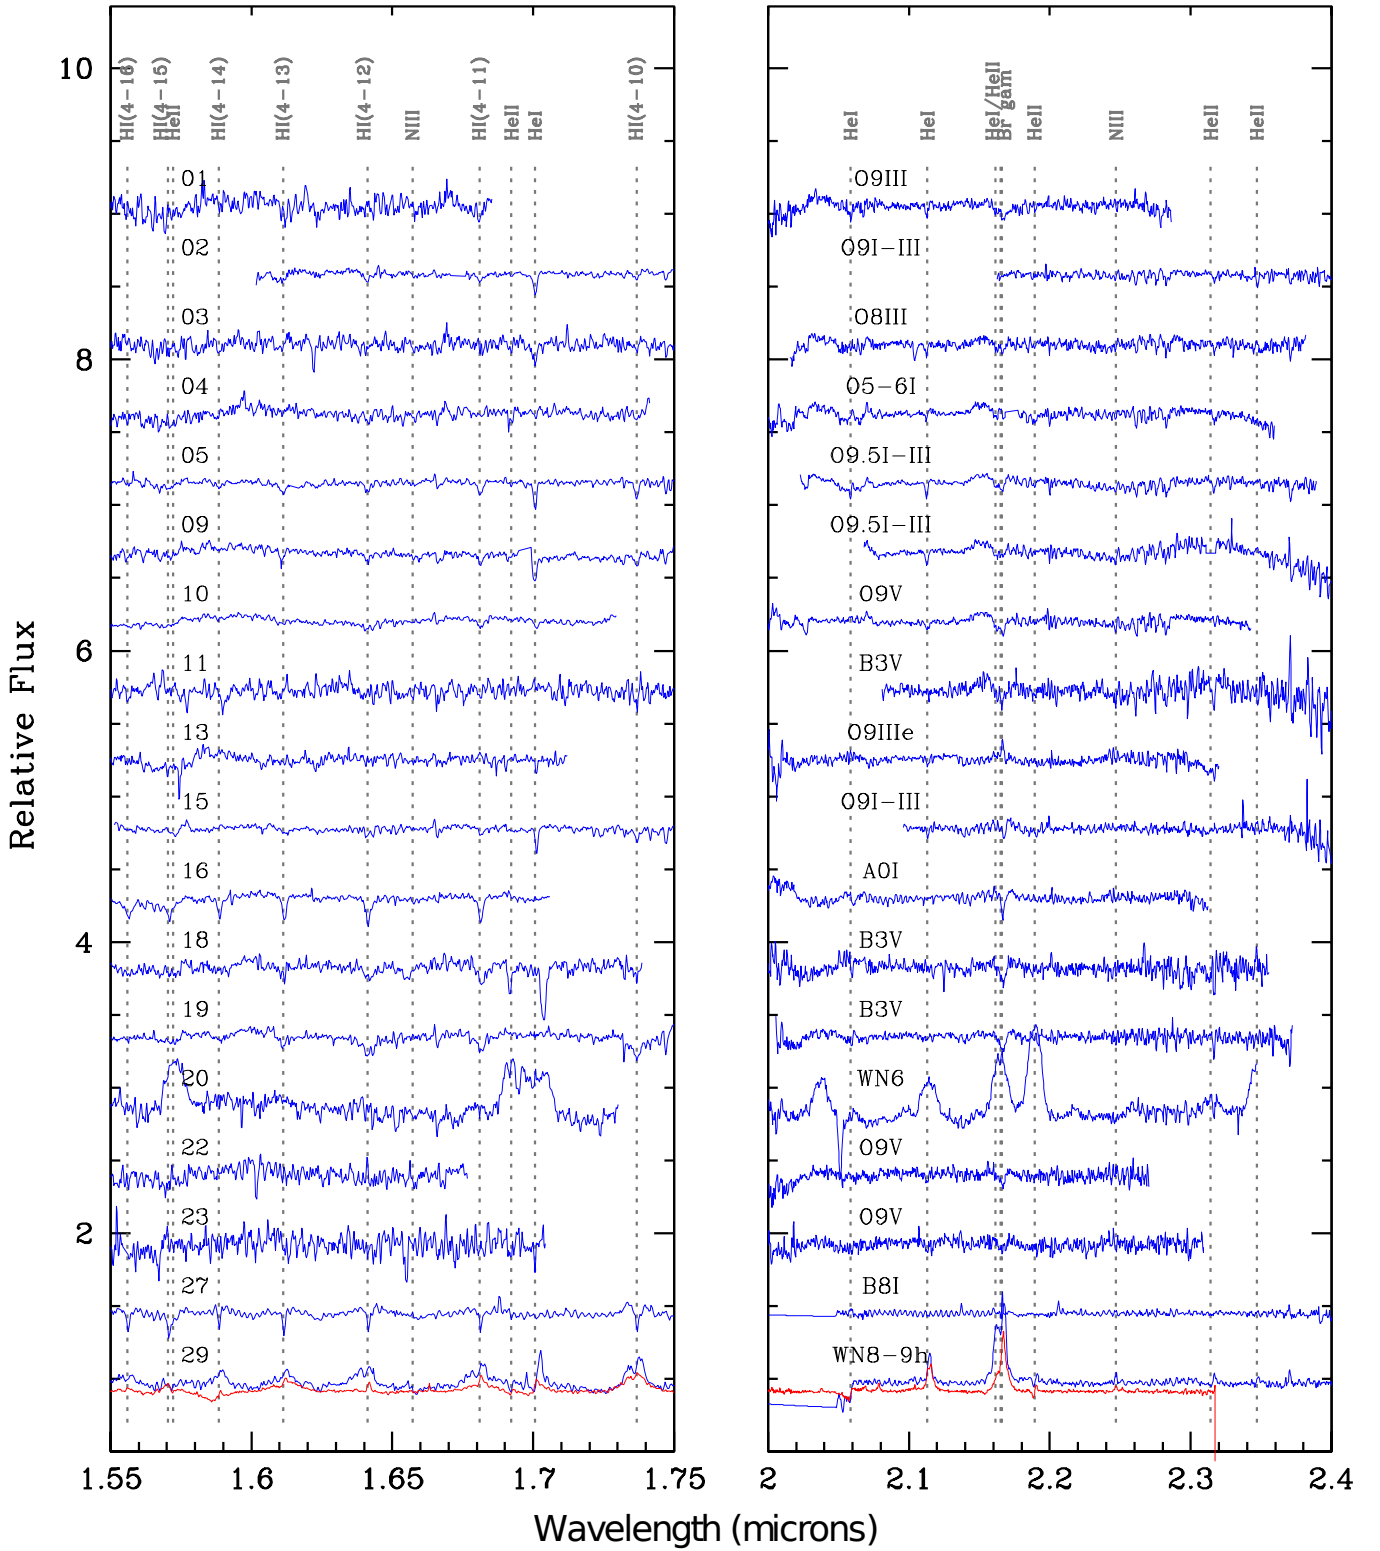 10
8
6
4
2
Relative Flux
HI(4-16)
HI(4-15)
HeII
HI(4-14)
HI(4-13)
HI(4-12)
NIII
HI(4-11)
HeII
HeI
HI(4-10)
01
02
03
04
05
09
10
11
13
15
16
18
19
20
22
23
27
29
1.55
1.6
1.65
1.7
1.75
HeI
HeI
HeI/HeII
Br gam
HeII
NIII
HeII
HeII
O9III
O9I-III
O8III
O5-6I
O9.5I-III
O9.5I-III
O9V
B3V
O9IIIe
O9I-III
A0I
B3V
B3V
WN6
O9V
O9V
B8I
WN8-9h
2
2.1
2.2
2.3
2.4
Wavelength (microns)